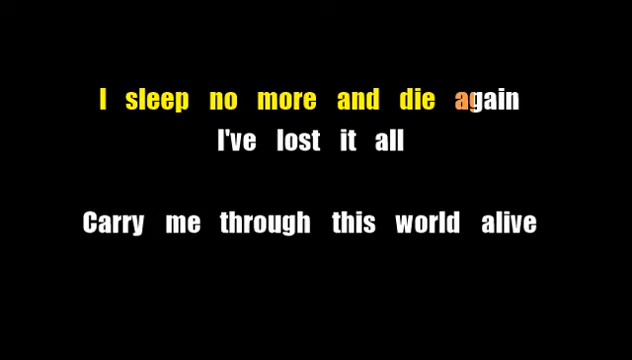 I sleep no more and die again
I've lost it all
Carry me through this world alive